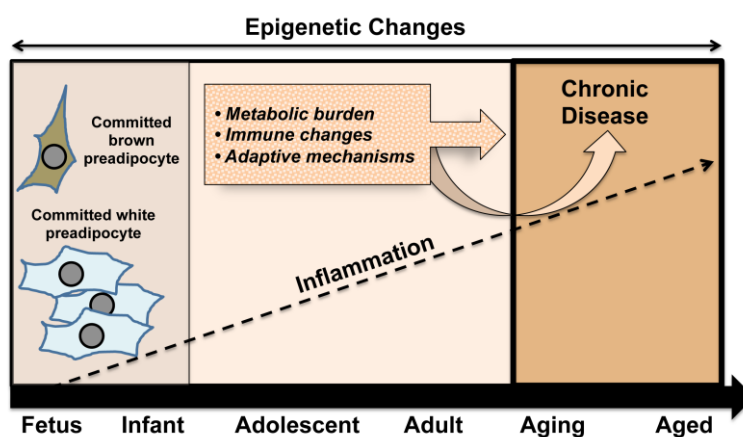 Epigenetic Changes
Committed
brown
preadipocyte
Committed white
preadipocyte
• Metabolic burden
• Immune changes
• Adaptive mechanisms
Chronic
Disease
Inflammation
Fetus Infant Adolescent Adult Aging Aged